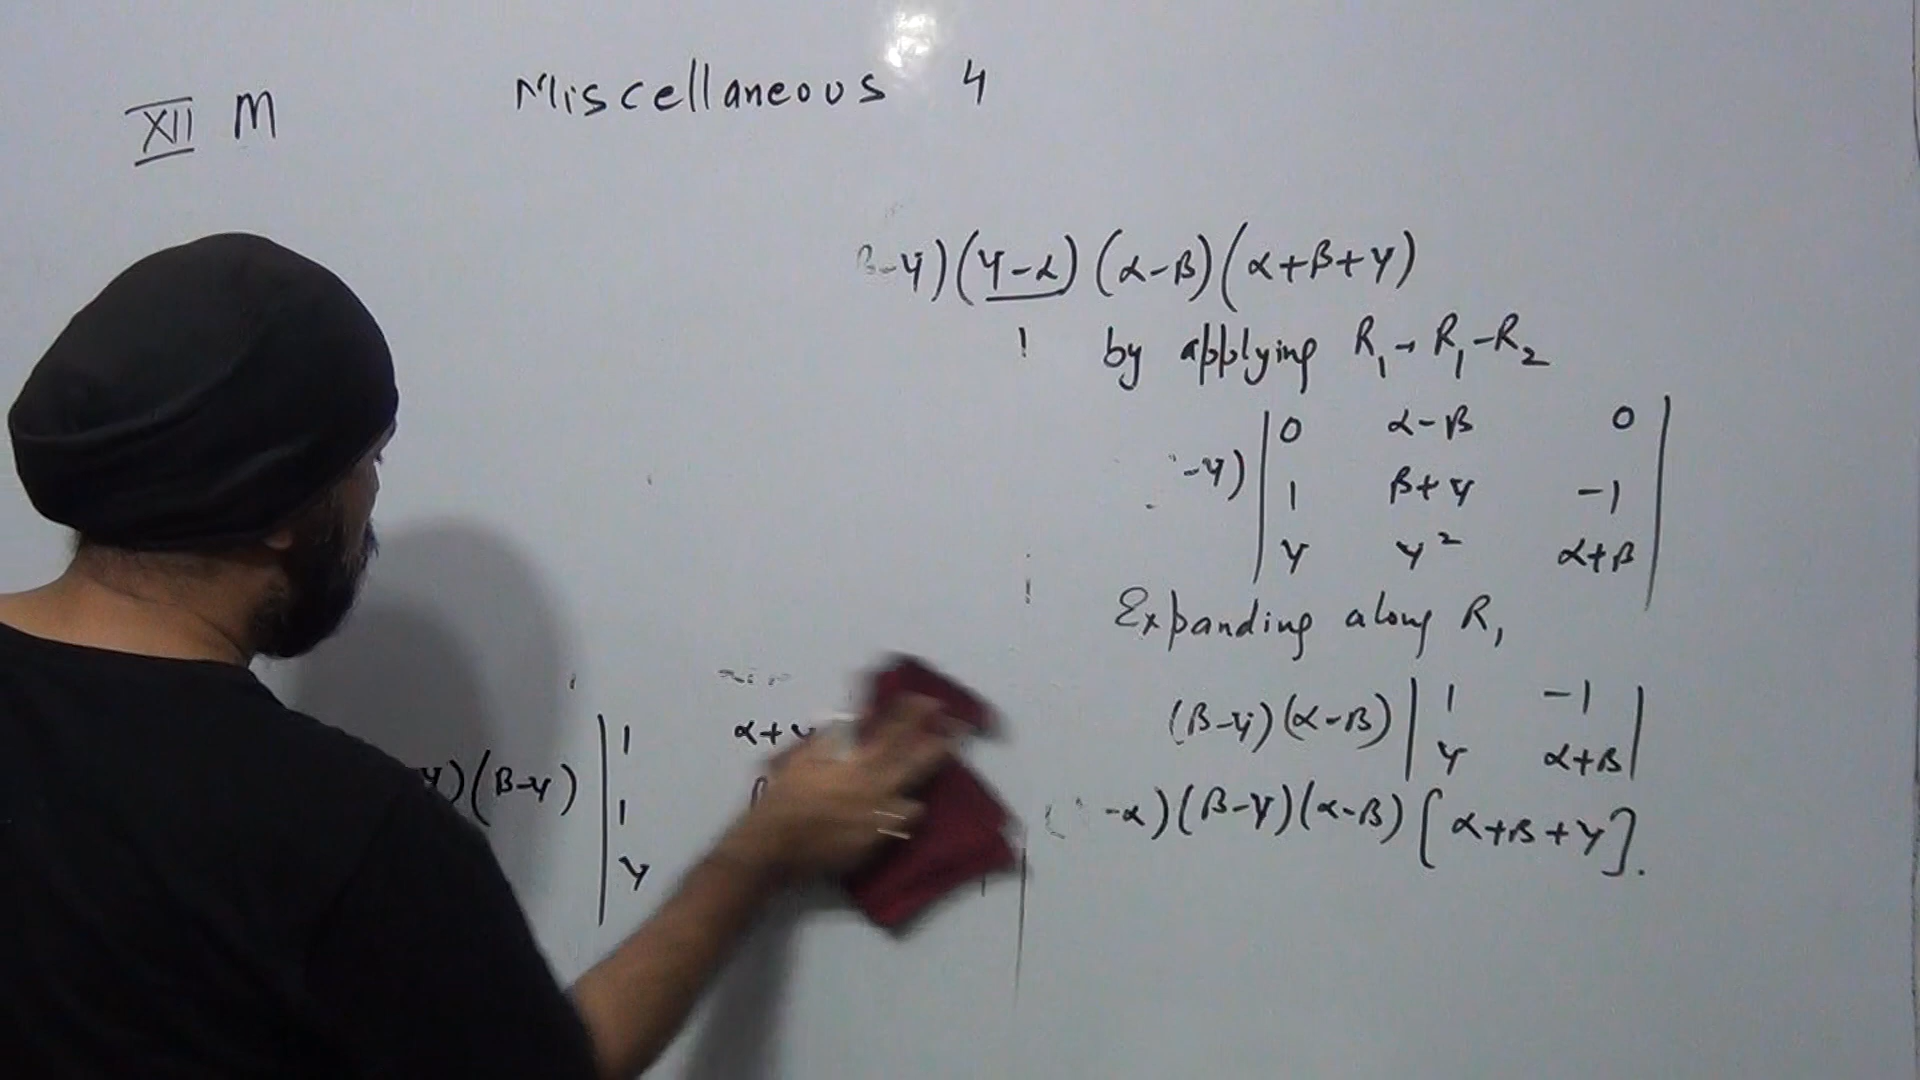 XII M
Miscellaneous 4
β-γ) (γ-α) (α-β) (α+β+γ)
by applying R₁→R₁-R₂
-γ) | 0 α-β 0 |
| 1 β+γ -1 |
| γ γ² α+β |
Expanding along R₁
(β-γ)(α-β) | 1 -1 |
| γ α+β |
-α)(β-γ)(α-β) [α+β+γ].
γ)(β-γ) | 1 α+γ
| 1
| γ